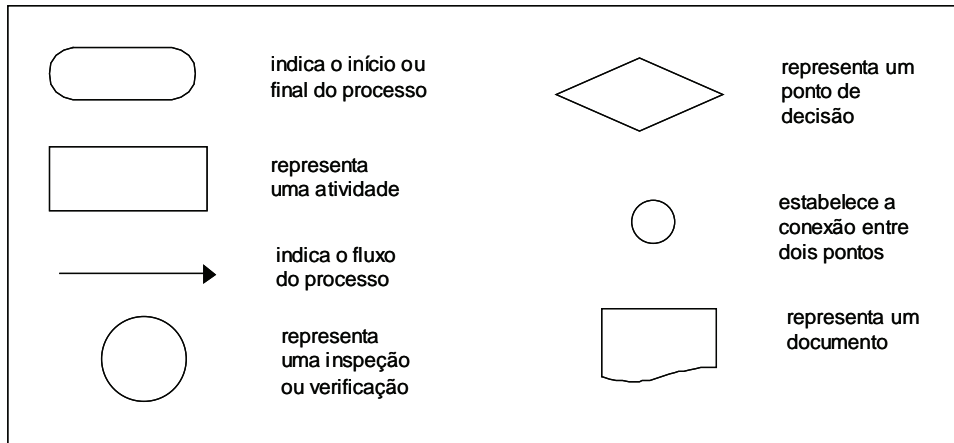 indica o início ou
final do processo
representa
uma atividade
indica o fluxo
do processo
representa
uma inspeção
ou verificação
representa um
ponto de
decisão
estabelece a
conexão entre
dois pontos
representa um
documento